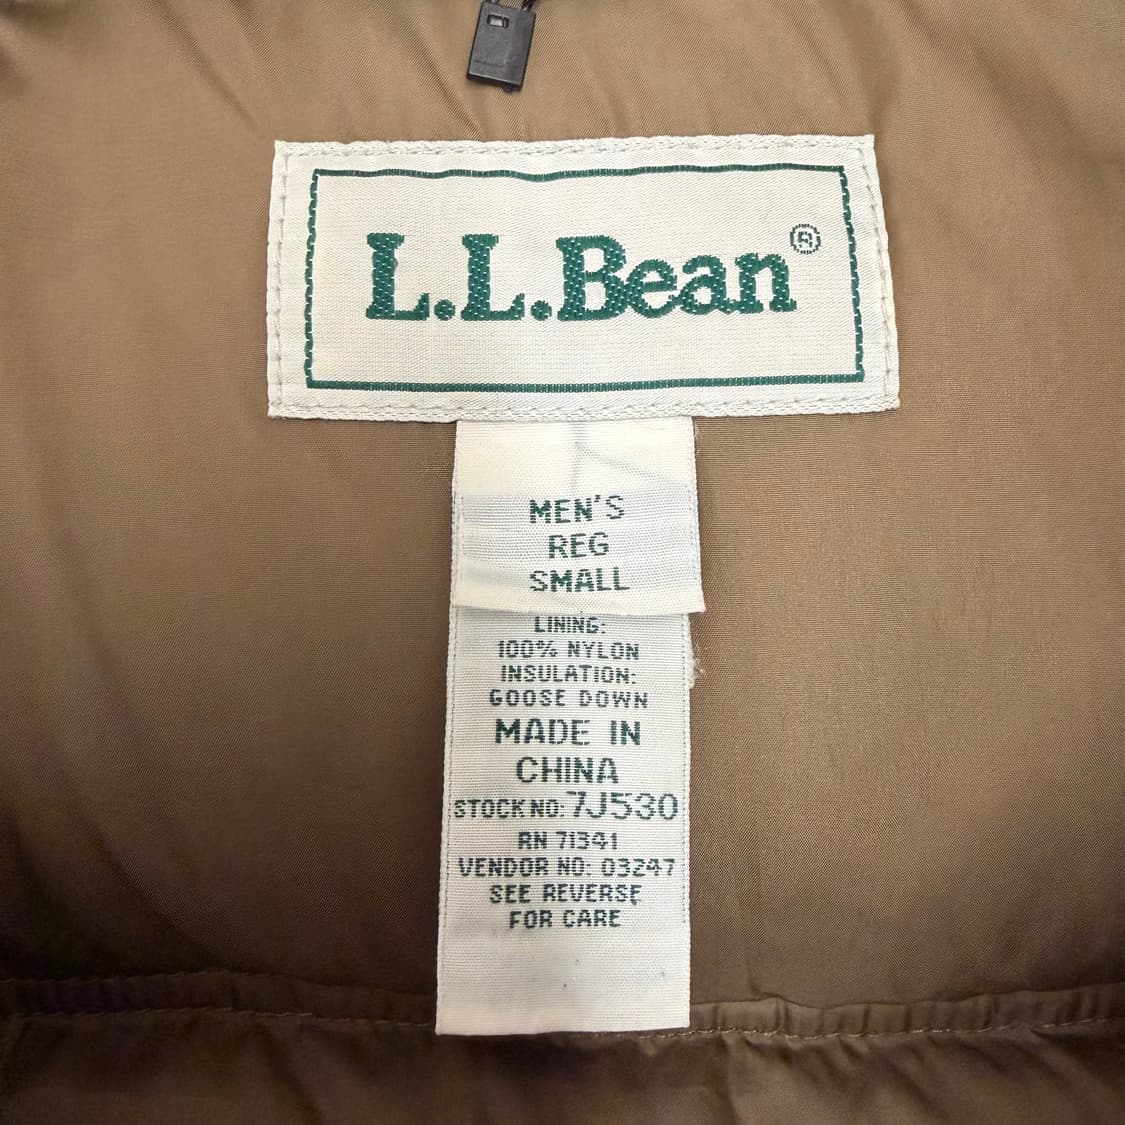 L.L.Bean®
MEN'S
REG
SMALL
LINING:
100% NYLON
INSULATION:
GOOSE DOWN
MADE IN
CHINA
STOCK NO: 7J530
RN 71341
VENDOR NO: 03247
SEE REVERSE
FOR CARE